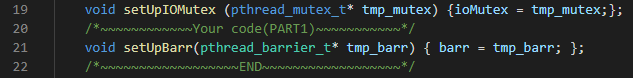 19 void setUpIOMutex (pthread_mutex_t* tmp_mutex) {ioMutex = tmp_mutex;};
20 /*~~~~~~~~~~~~Your code(PART1)~~~~~~~~~~~*/
21 void setUpBarr(pthread_barrier_t* tmp_barr) { barr = tmp_barr; };
22 /*~~~~~~~~~~~~~~~~~~END~~~~~~~~~~~~~~~~~~*/